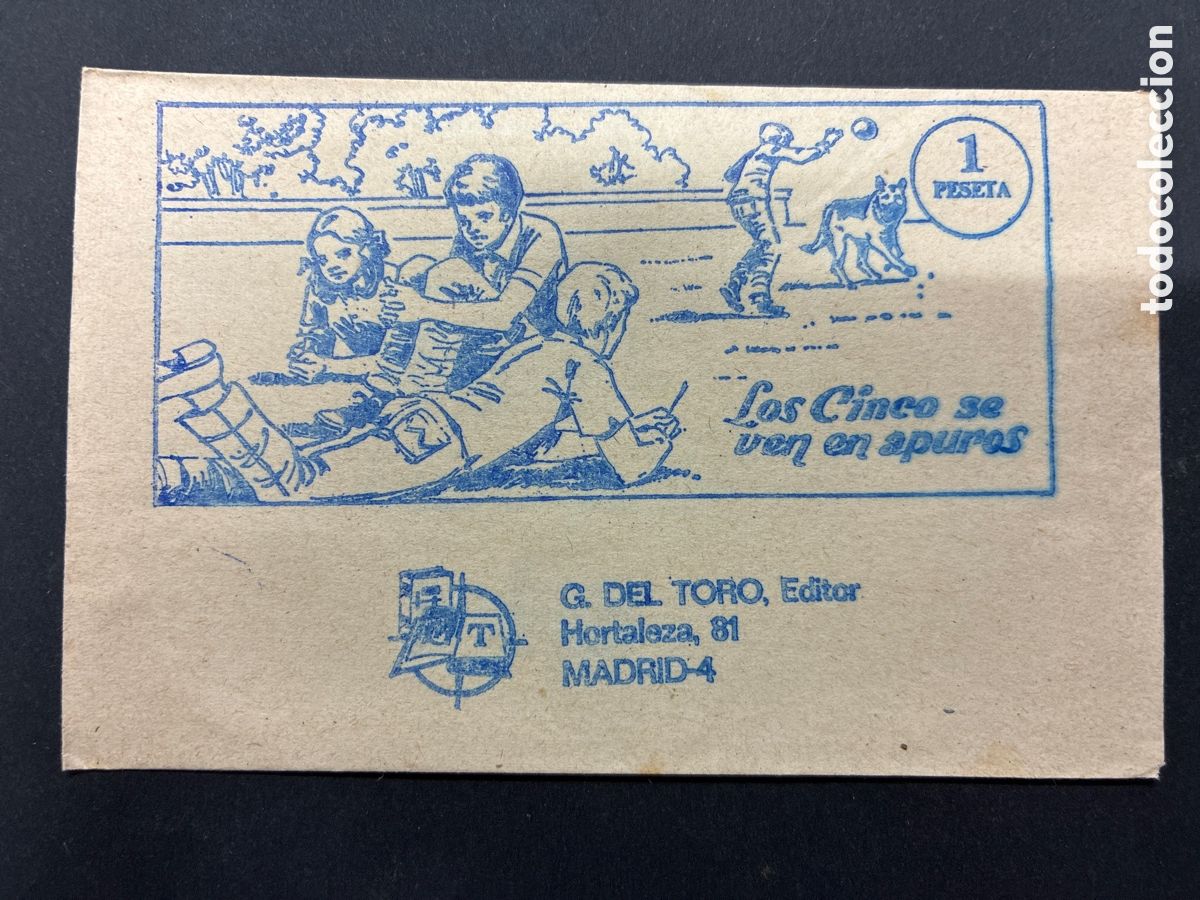 1
PESETA
Los Cinco se
ven en apuros
T
G. DEL TORO, Editor
Hortaleza, 81
MADRID-4
todocoleccion